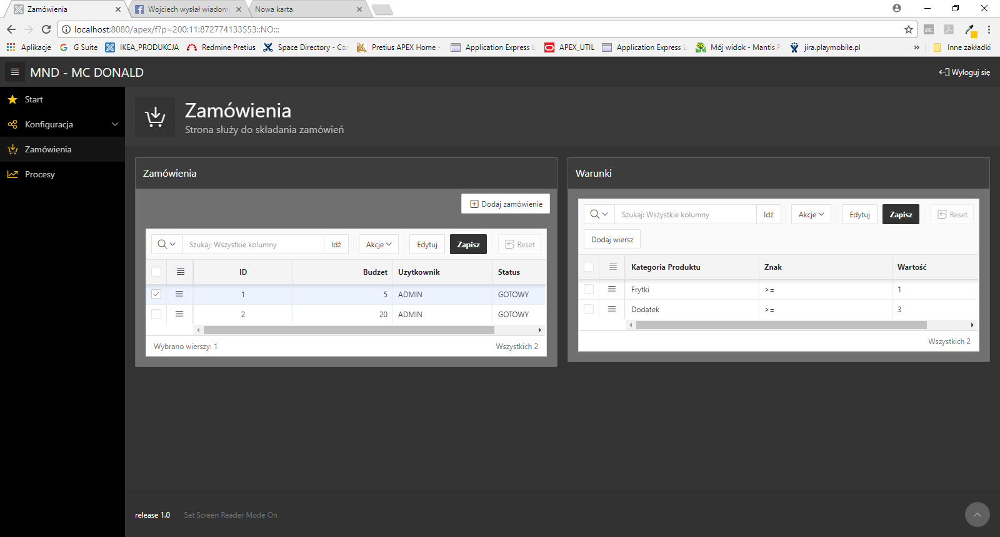 Zamówienia
Wojciech wysłał wiadom
Nowa karta
localhost:8080/apex/f?p=200:11:872774133553::NO:::
Aplikacje
G Suite
IKEA_PRODUKCJA
Redmine Pretius
Space Directory - Con
Pretius APEX Home -
Application Express L
APEX_UTIL
Application Express L
Mój widok - Mantis P
jira.playmobile.pl
»
Inne zakładki
MND - MC DONALD
Wyloguj się
Start
Konfiguracja
Zamówienia
Procesy
Zamówienia
Strona służy do składania zamówień
Zamówienia
Dodaj zamówienie
Szukaj: Wszystkie kolumny Idź Akcje Edytuj Zapisz Reset
ID Budżet Użytkownik Status
1 5 ADMIN GOTOWY
2 20 ADMIN GOTOWY
Wybrano wierszy: 1 Wszystkich 2
Warunki
Szukaj: Wszystkie kolumny Idź Akcje Edytuj Zapisz Reset
Dodaj wiersz
Kategoria Produktu Znak Wartość
Frytki >= 1
Dodatek >= 3
Wszystkich 2
release 1.0 Set Screen Reader Mode On